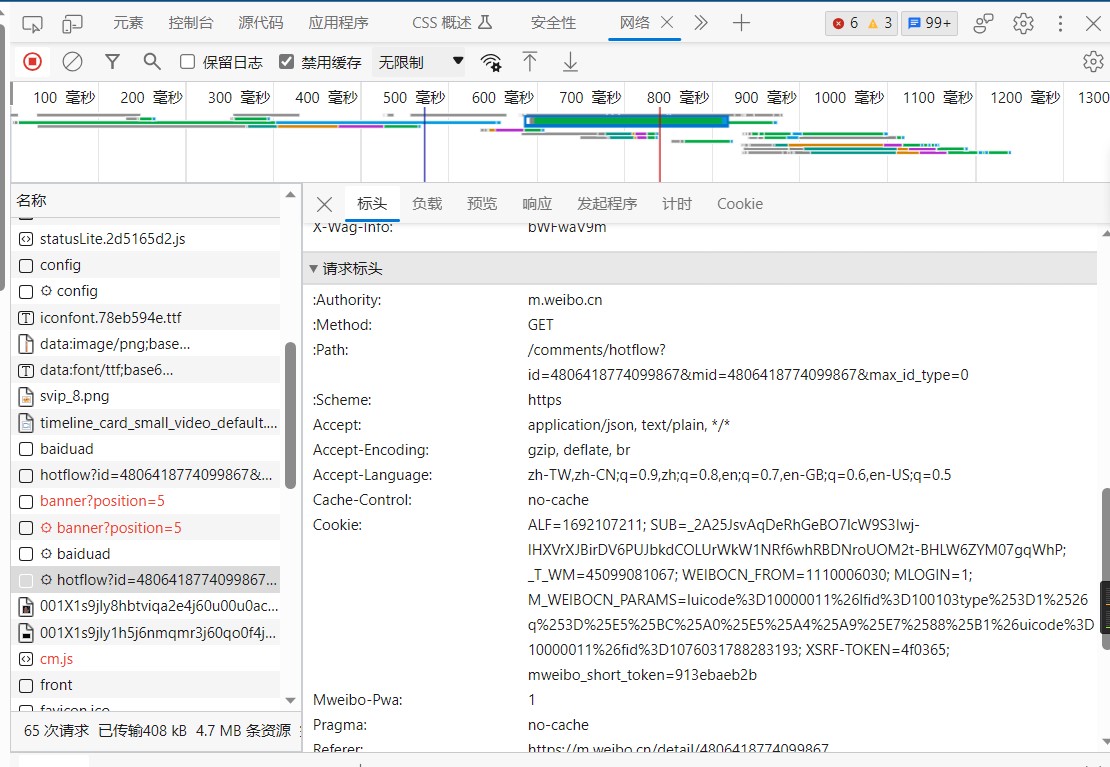 元素 控制台 源代码 应用程序 CSS 概述 安全性 网络 6 3 99+
保留日志 禁用缓存 无限制
100 毫秒 200 毫秒 300 毫秒 400 毫秒 500 毫秒 600 毫秒 700 毫秒 800 毫秒 900 毫秒 1000 毫秒 1100 毫秒 1200 毫秒 1300
名称
statusLite.2d5165d2.js
config
config
iconfont.78eb594e.ttf
data:image/png;base...
data:font/ttf;base6...
svip_8.png
timeline_card_small_video_default....
baiduad
hotflow?id=4806418774099867&...
banner?position=5
banner?position=5
baiduad
hotflow?id=4806418774099867...
001X1s9jly8hbtviqa2e4j60u00u0ac...
001X1s9jly1h5j6nmqmr3j60qo0f4j...
cm.js
front
favicon.ico
65 次请求 已传输408 kB 4.7 MB 条资源
标头 负载 预览 响应 发起程序 计时 Cookie
X-Wag-Info: bWFwaV9m
请求标头
:Authority: m.weibo.cn
:Method: GET
:Path: /comments/hotflow?
id=4806418774099867&mid=4806418774099867&max_id_type=0
:Scheme: https
Accept: application/json, text/plain, */*
Accept-Encoding: gzip, deflate, br
Accept-Language: zh-TW,zh-CN;q=0.9,zh;q=0.8,en;q=0.7,en-GB;q=0.6,en-US;q=0.5
Cache-Control: no-cache
Cookie: ALF=1692107211; SUB=_2A25JsvAqDeRhGeBO7IcW9S3Iwj-
IHXVrXJBirDV6PUJbkdCOLUrWkW1NRf6whRBDNroUOM2t-BHLW6ZYM07gqWhP;
_T_WM=45099081067; WEIBOCN_FROM=1110006030; MLOGIN=1;
M_WEIBOCN_PARAMS=luicode%3D10000011%26lfid%3D100103type%253D1%2526
q%253D%25E5%25BC%25A0%25E5%25A4%25A9%25E7%2588%25B1%26uicode%3D
10000011%26fid%3D1076031788283193; XSRF-TOKEN=4f0365;
mweibo_short_token=913ebaeb2b
Mweibo-Pwa: 1
Pragma: no-cache
Referer: https://m.weibo.cn/detail/4806418774099867